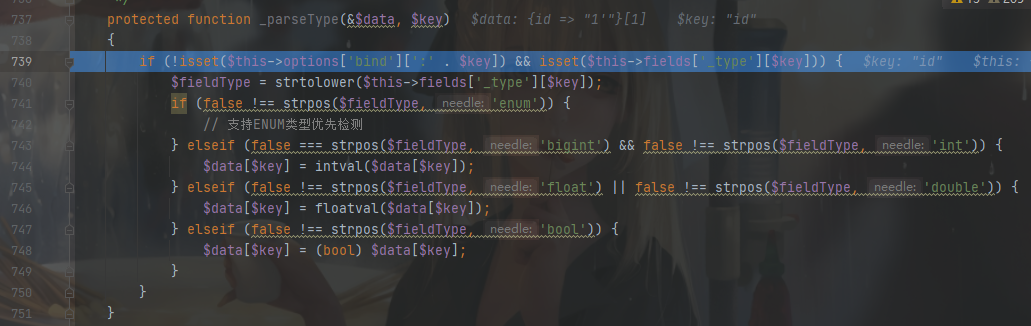 737 protected function _parseType(&$data, $key) $data: {id => "1'"}[1] $key: "id"
738 {
739 if (!isset($this->options['bind'][':' . $key]) && isset($this->fields['_type'][$key])) { $key: "id" $this:
740 $fieldType = strtolower($this->fields['_type'][$key]);
741 if (false !== strpos($fieldType, needle: 'enum')) {
742 // 支持ENUM类型优先检测
743 } elseif (false === strpos($fieldType, needle: 'bigint') && false !== strpos($fieldType, needle: 'int')) {
744 $data[$key] = intval($data[$key]);
745 } elseif (false !== strpos($fieldType, needle: 'float') || false !== strpos($fieldType, needle: 'double')) {
746 $data[$key] = floatval($data[$key]);
747 } elseif (false !== strpos($fieldType, needle: 'bool')) {
748 $data[$key] = (bool) $data[$key];
749 }
750 }
751 }